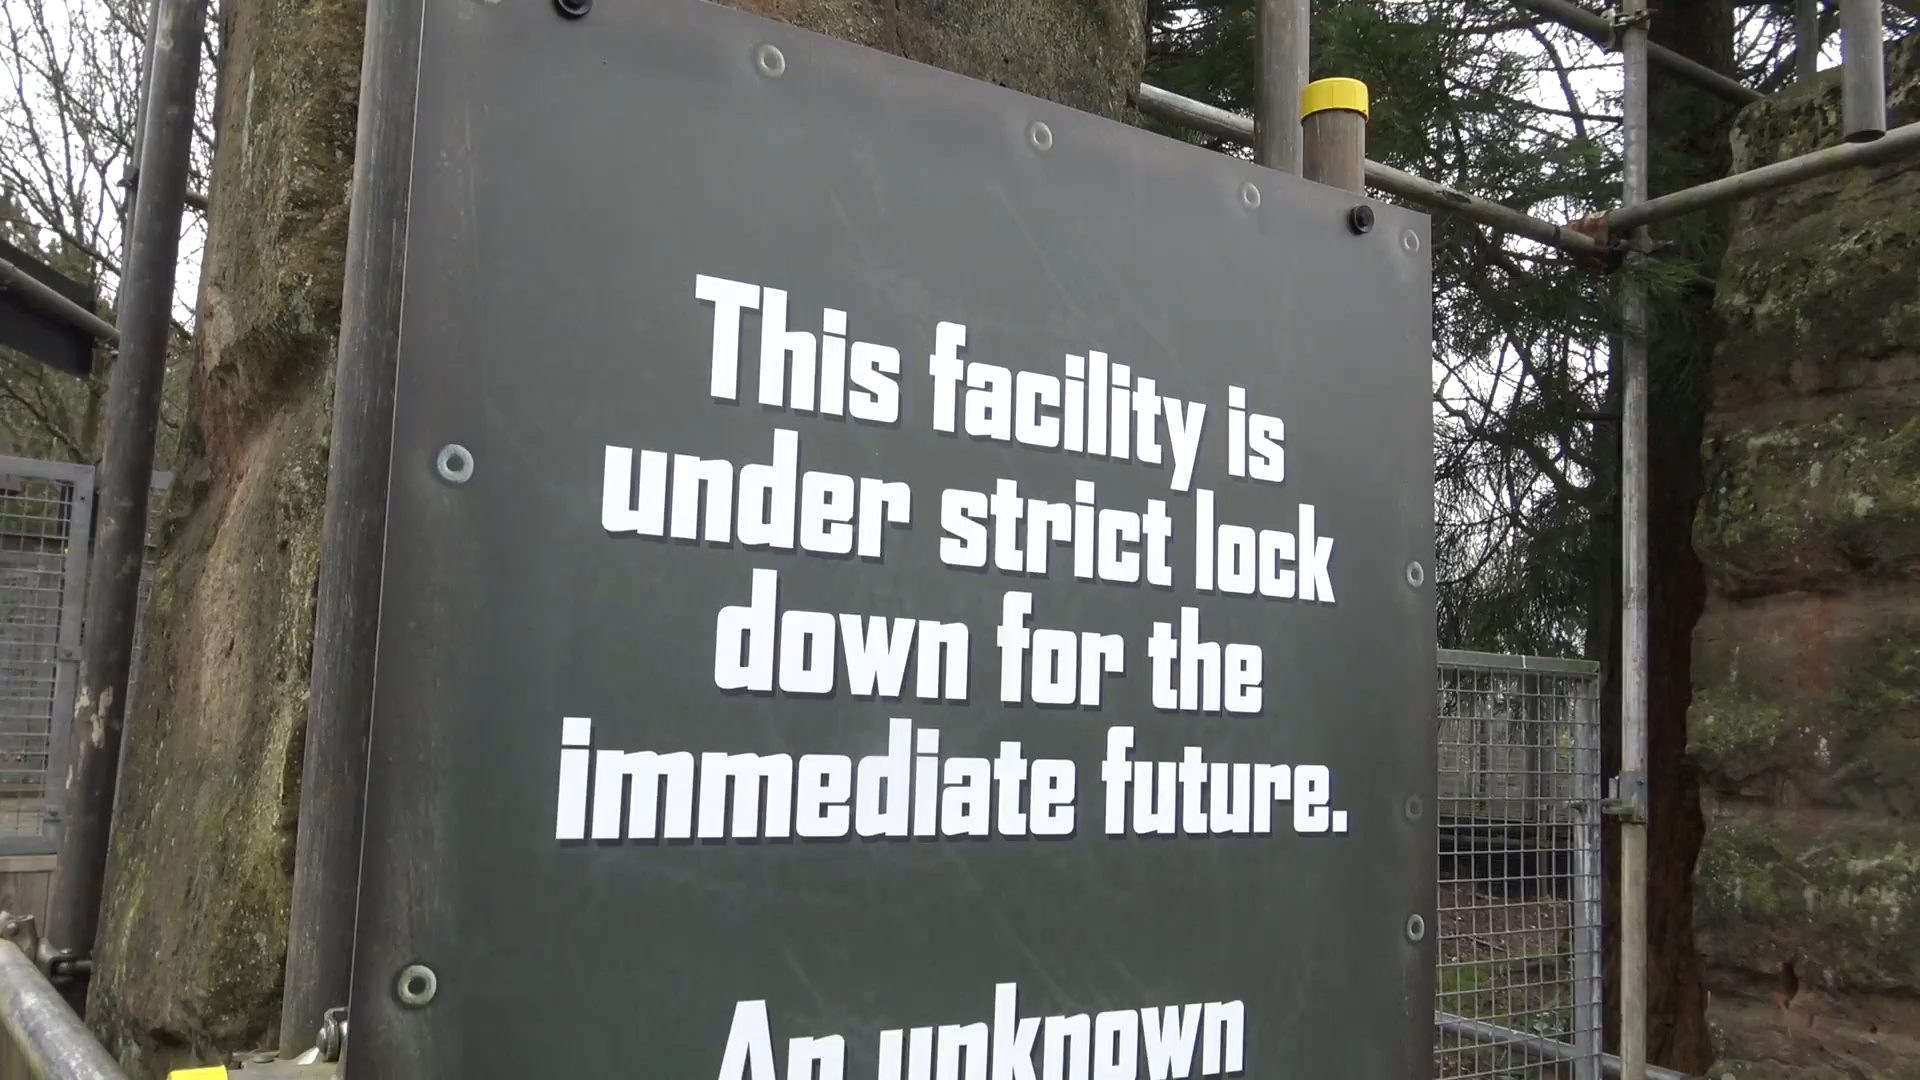 This facility is
under strict lock
down for the
immediate future.
An unknown